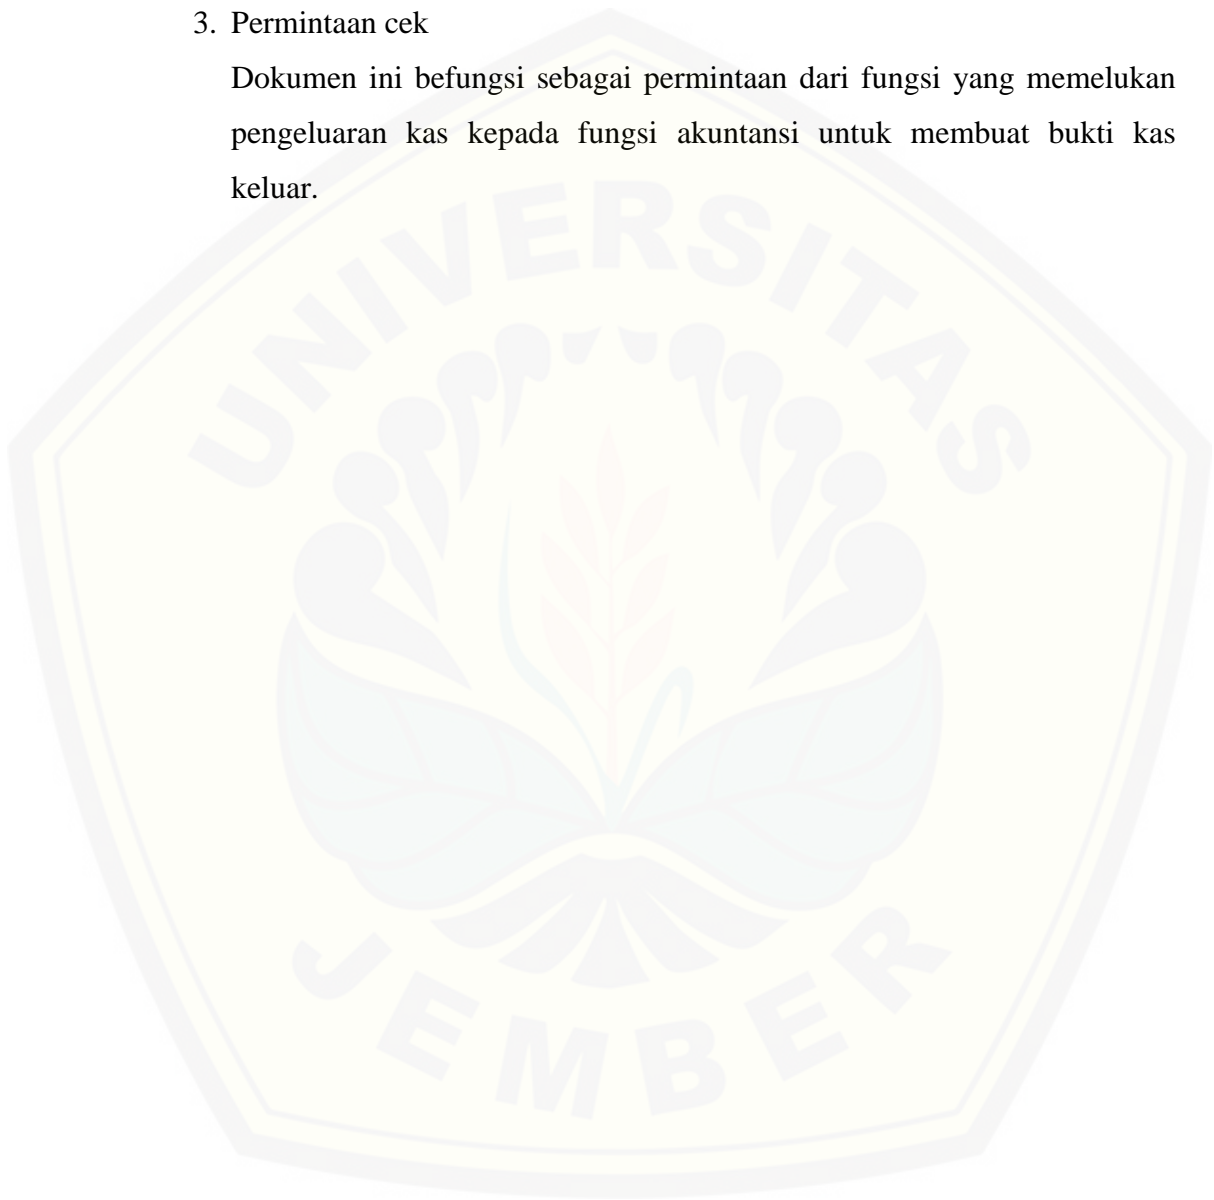 3. Permintaan cek
Dokumen ini befungsi sebagai permintaan dari fungsi yang memelukan
pengeluaran kas kepada fungsi akuntansi untuk membuat bukti kas
keluar.
UNIVERSITAS
JEMBER